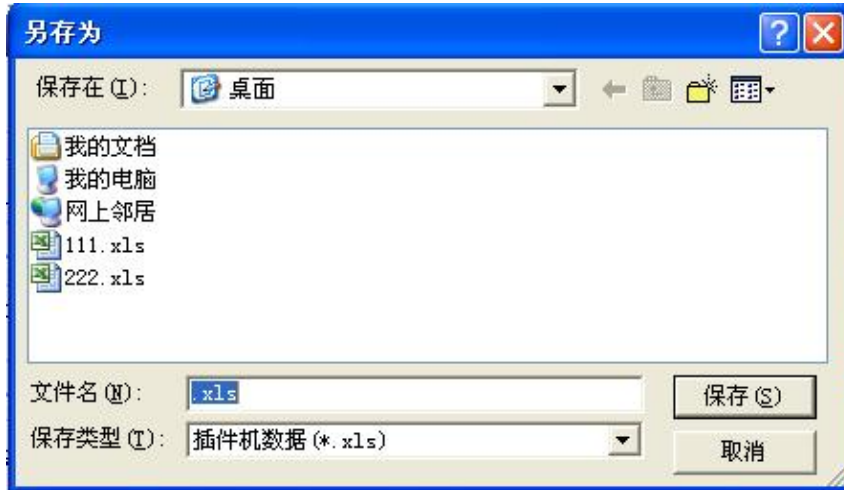 另存为
保存在(I): 桌面
我的文档
我的电脑
网上邻居
111.xls
222.xls
文件名(N): .xls 保存(S)
保存类型(T): 插件机数据(*.xls) 取消